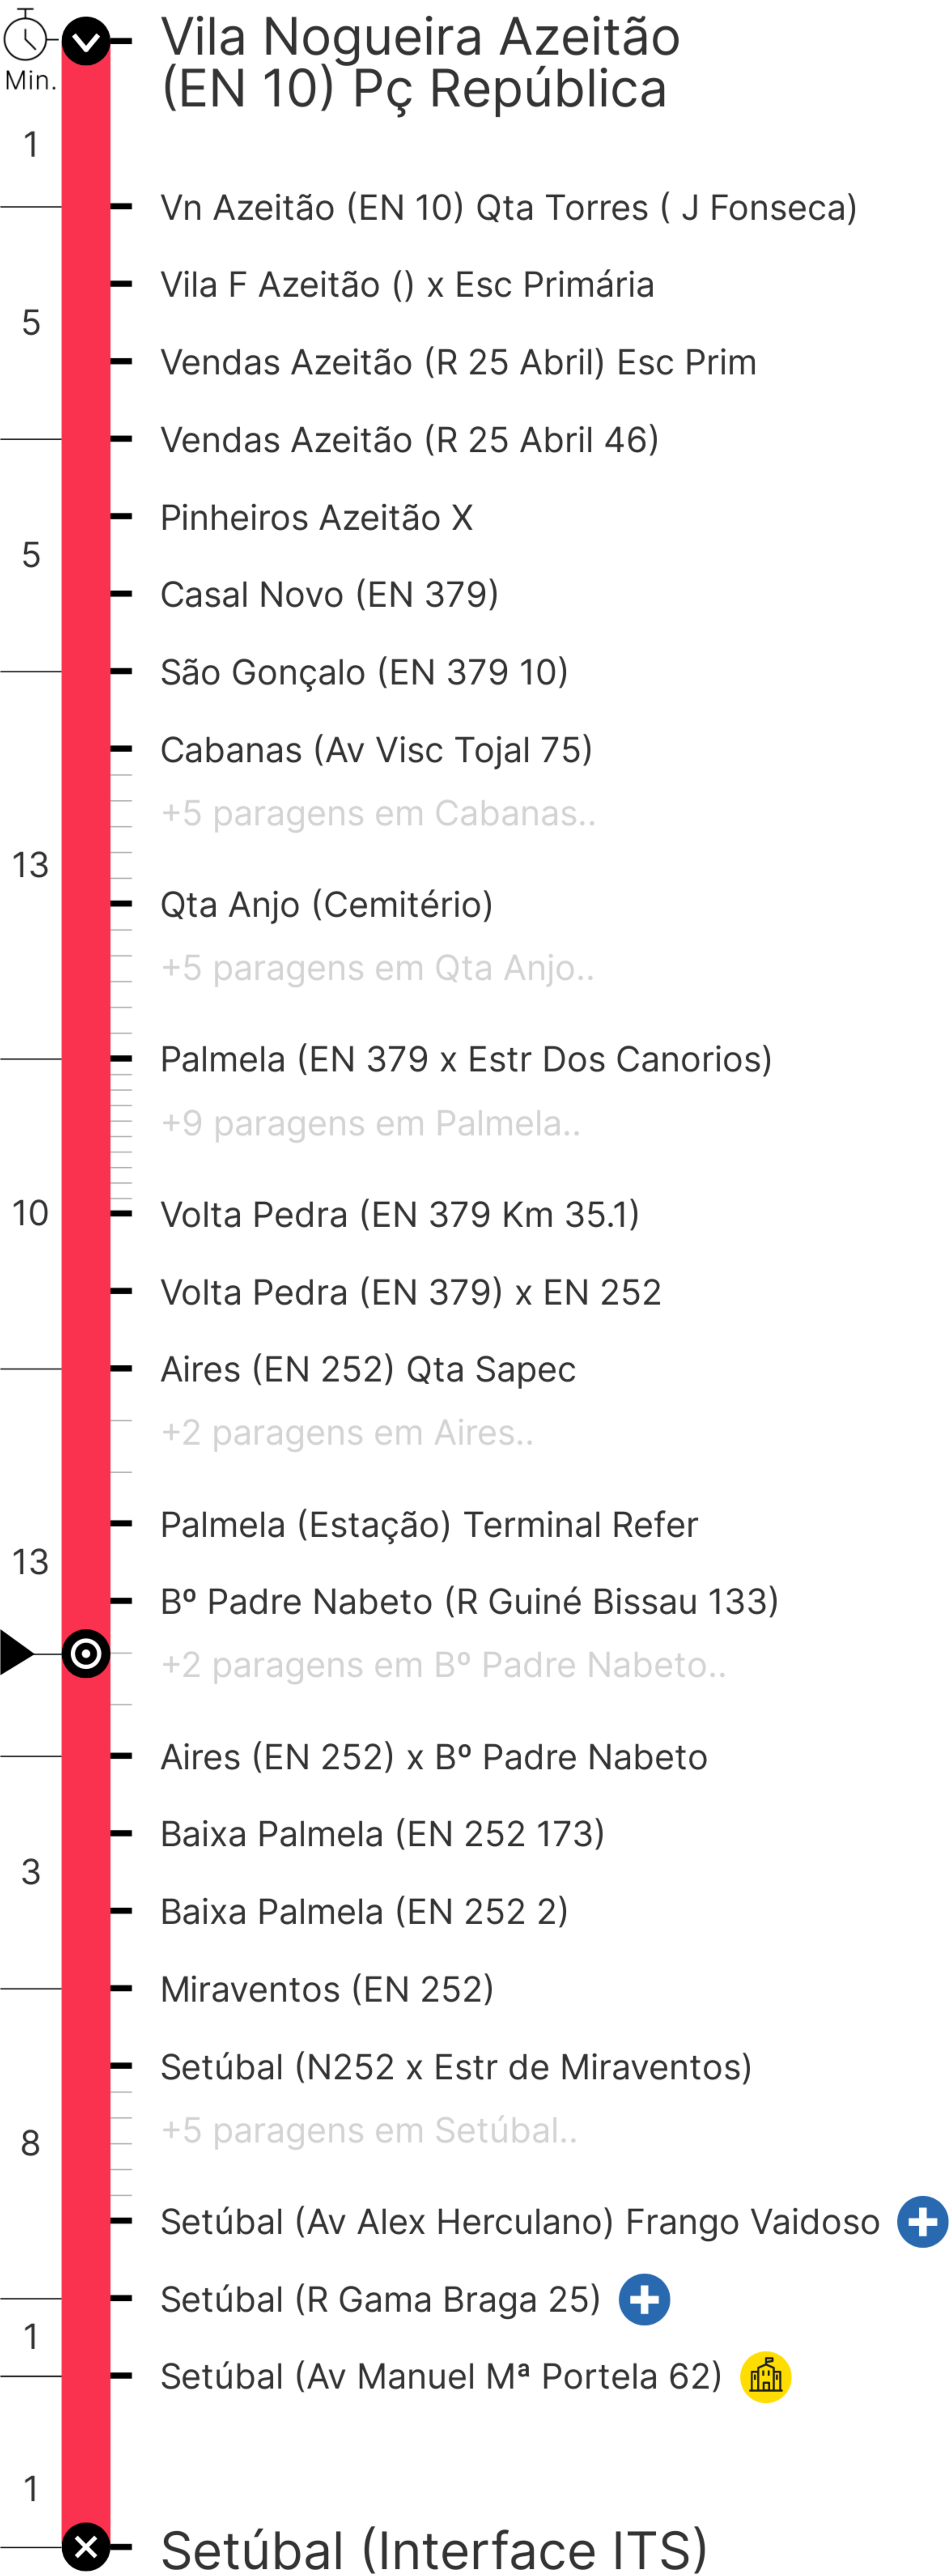 Vila Nogueira Azeitão
(EN 10) Pç República
Min.
1
Vn Azeitão (EN 10) Qta Torres ( J Fonseca)
Vila F Azeitão () x Esc Primária
5
Vendas Azeitão (R 25 Abril) Esc Prim
Vendas Azeitão (R 25 Abril 46)
Pinheiros Azeitão X
5
Casal Novo (EN 379)
São Gonçalo (EN 379 10)
Cabanas (Av Visc Tojal 75)
+5 paragens em Cabanas..
13
Qta Anjo (Cemitério)
+5 paragens em Qta Anjo..
Palmela (EN 379 x Estr Dos Canorios)
+9 paragens em Palmela..
10
Volta Pedra (EN 379 Km 35.1)
Volta Pedra (EN 379) x EN 252
Aires (EN 252) Qta Sapec
+2 paragens em Aires..
Palmela (Estação) Terminal Refer
13
Bº Padre Nabeto (R Guiné Bissau 133)
+2 paragens em Bº Padre Nabeto..
Aires (EN 252) x Bº Padre Nabeto
Baixa Palmela (EN 252 173)
3
Baixa Palmela (EN 252 2)
Miraventos (EN 252)
Setúbal (N252 x Estr de Miraventos)
+5 paragens em Setúbal..
8
Setúbal (Av Alex Herculano) Frango Vaidoso
Setúbal (R Gama Braga 25)
1
Setúbal (Av Manuel Mª Portela 62)
1
Setúbal (Interface ITS)